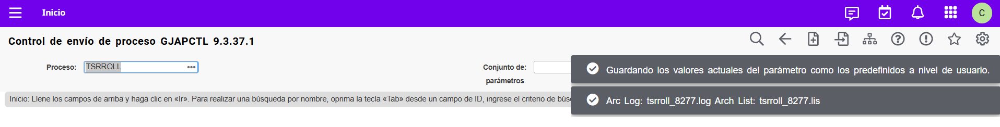 Inicio
C
Control de envío de proceso GJAPCTL 9.3.37.1
Proceso: TSRROLL
Conjunto de:
parámetros
Guardando los valores actuales del parámetro como los predefinidos a nivel de usuario.
Inicio: Llene los campos de arriba y haga clic en «Ir». Para realizar una búsqueda por nombre, oprima la tecla «Tab» desde un campo de ID, ingrese el criterio de
Arc Log: tsrroll_8277.log Arch List: tsrroll_8277.lis